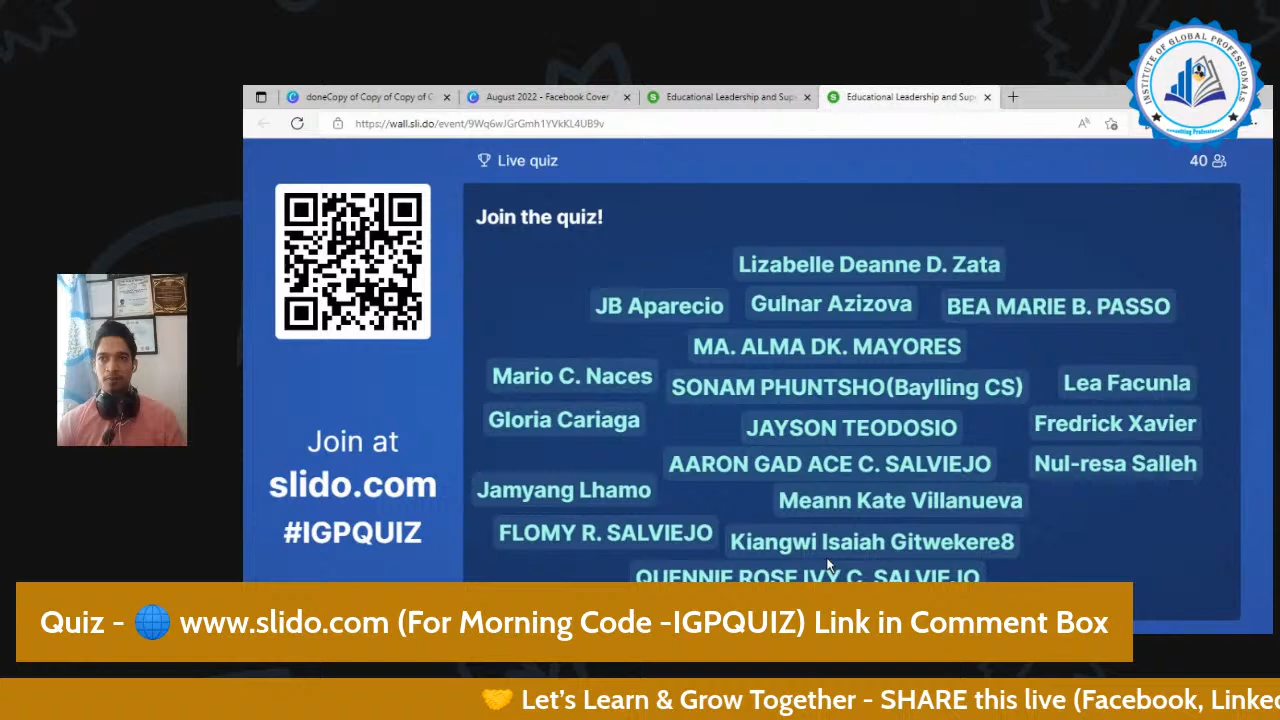 doneCopy of Copy of Copy of C
August 2022 - Facebook Cover
Educational Leadership and Sup
Educational Leadership and Sup
https://wall.sli.do/event/9Wq6wJGrGmh1YVkKL4UB9v
INSTITUTE OF GLOBAL PROFESSIONALS
Consulting Professionals
Live quiz
40
Join the quiz!
Lizabelle Deanne D. Zata
JB Aparecio
Gulnar Azizova
BEA MARIE B. PASSO
MA. ALMA DK. MAYORES
Mario C. Naces
SONAM PHUNTSHO(Baylling CS)
Lea Facunla
Gloria Cariaga
JAYSON TEODOSIO
Fredrick Xavier
AARON GAD ACE C. SALVIEJO
Nul-resa Salleh
Jamyang Lhamo
Meann Kate Villanueva
FLOMY R. SALVIEJO
Kiangwi Isaiah Gitwekere8
QUENNIE ROSE IVY C. SALVIEJO
Join at
slido.com
#IGPQUIZ
Quiz - 🌐 www.slido.com (For Morning Code -IGPQUIZ) Link in Comment Box
🤝 Let’s Learn & Grow Together - SHARE this live (Facebook, Linked